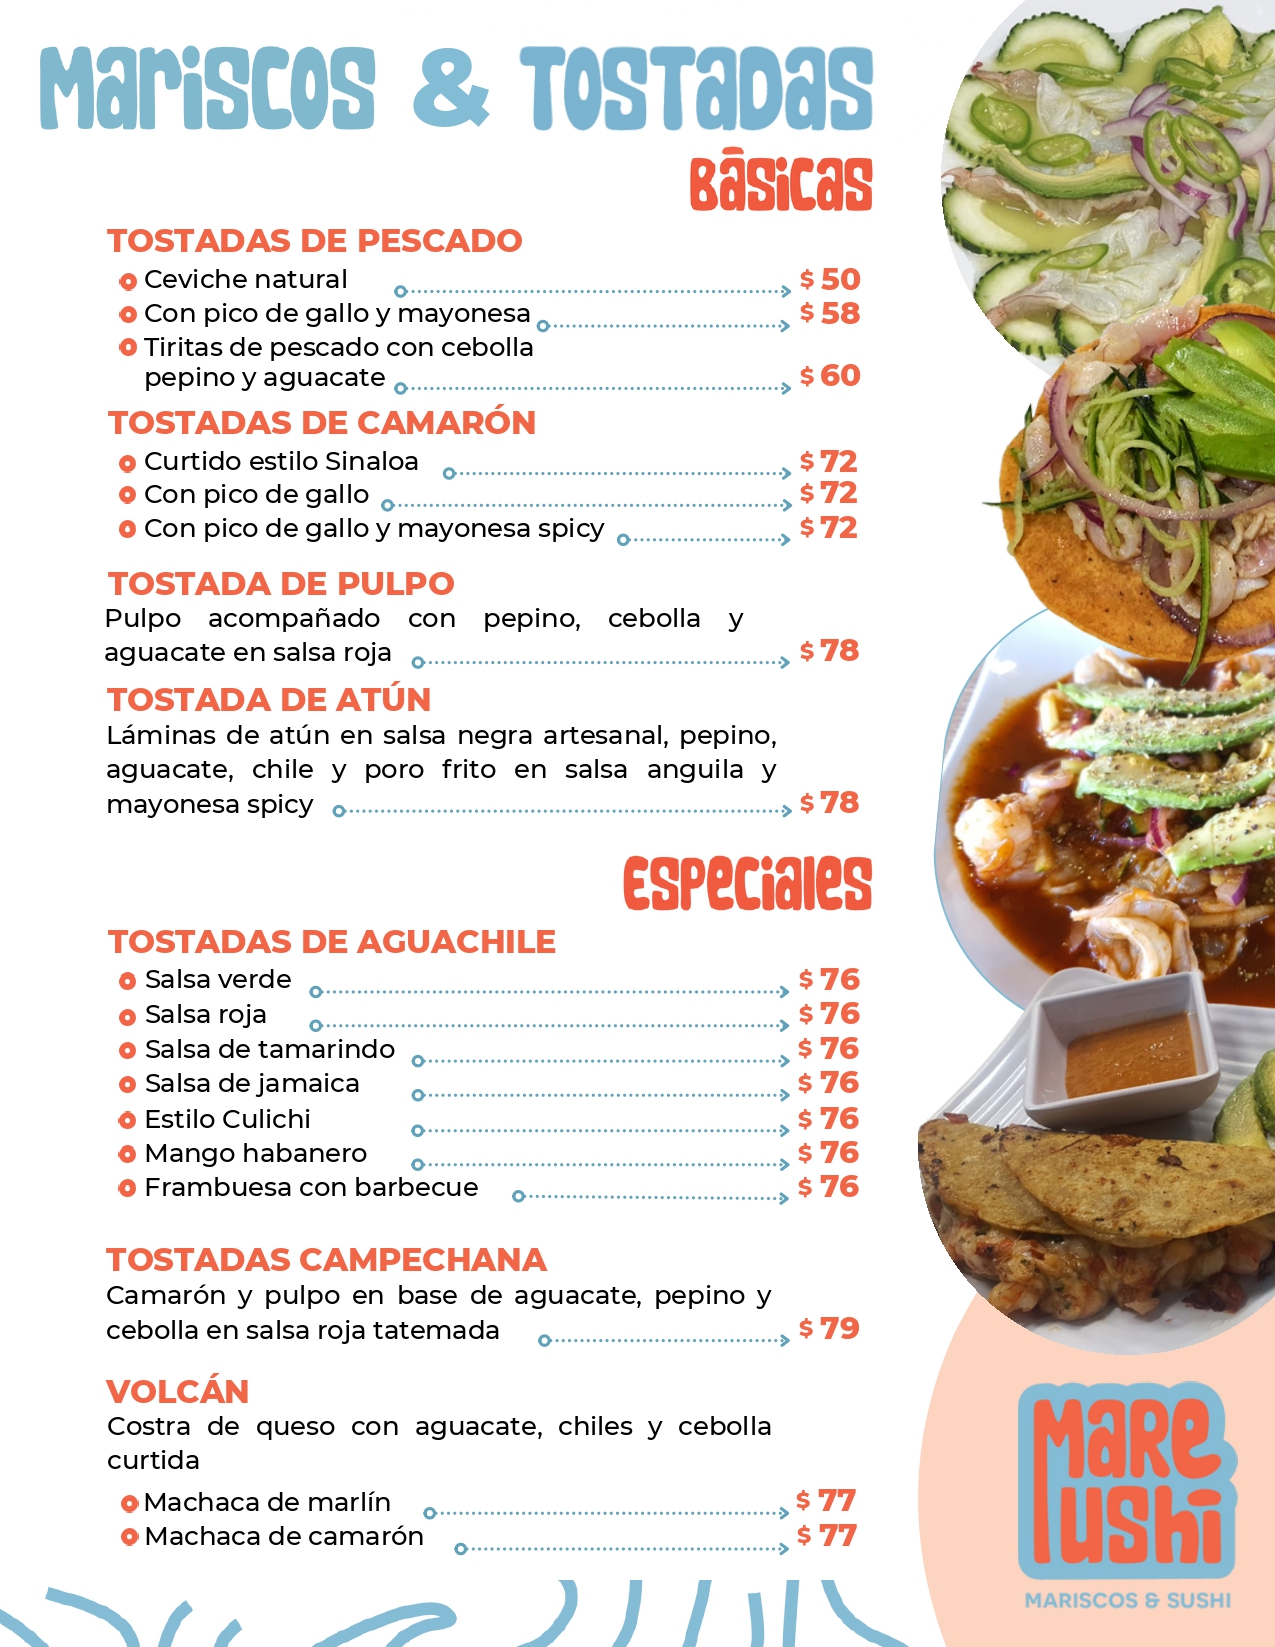 Mariscos & Tostadas
Bāsicas
TOSTADAS DE PESCADO
Ceviche natural $ 50
Con pico de gallo y mayonesa $ 58
Tiritas de pescado con cebolla
pepino y aguacate $ 60
TOSTADAS DE CAMARÓN
Curtido estilo Sinaloa $ 72
Con pico de gallo $ 72
Con pico de gallo y mayonesa spicy $ 72
TOSTADA DE PULPO
Pulpo acompañado con pepino, cebolla y
aguacate en salsa roja $ 78
TOSTADA DE ATÚN
Láminas de atún en salsa negra artesanal, pepino,
aguacate, chile y poro frito en salsa anguila y
mayonesa spicy $ 78
Especiales
TOSTADAS DE AGUACHILE
Salsa verde $ 76
Salsa roja $ 76
Salsa de tamarindo $ 76
Salsa de jamaica $ 76
Estilo Culichi $ 76
Mango habanero $ 76
Frambuesa con barbecue $ 76
TOSTADAS CAMPECHANA
Camarón y pulpo en base de aguacate, pepino y
cebolla en salsa roja tatemada $ 79
VOLCÁN
Costra de queso con aguacate, chiles y cebolla
curtida
Machaca de marlín $ 77
Machaca de camarón $ 77
Mare
ushi
MARISCOS & SUSHI